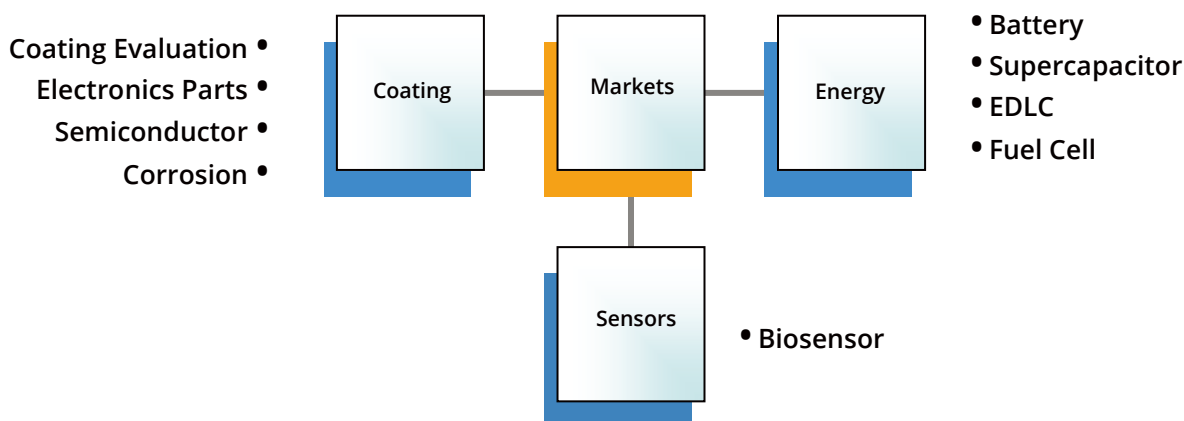 Coating Evaluation •
Electronics Parts •
Semiconductor •
Corrosion •
Coating
Markets
Energy
• Battery
• Supercapacitor
• EDLC
• Fuel Cell
Sensors
• Biosensor